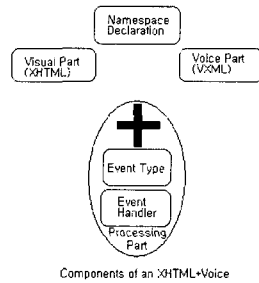 Namespace
Declaration
Visual Part
(XHTML)
Voice Part
(VXML)
Event Type
Event
Handler
Processing
Part
Components of an XHTML+Voice